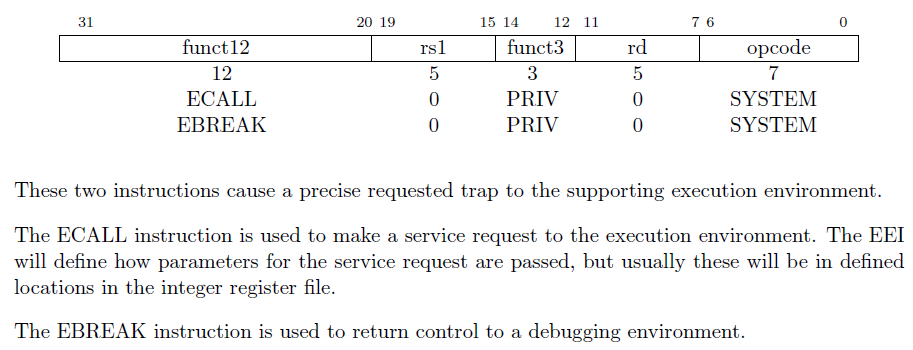 31 20 19 15 14 12 11 7 6 0
funct12 rs1 funct3 rd opcode
12 5 3 5 7
ECALL 0 PRIV 0 SYSTEM
EBREAK 0 PRIV 0 SYSTEM
These two instructions cause a precise requested trap to the supporting execution environment.
The ECALL instruction is used to make a service request to the execution environment. The EEI
will define how parameters for the service request are passed, but usually these will be in defined
locations in the integer register file.
The EBREAK instruction is used to return control to a debugging environment.